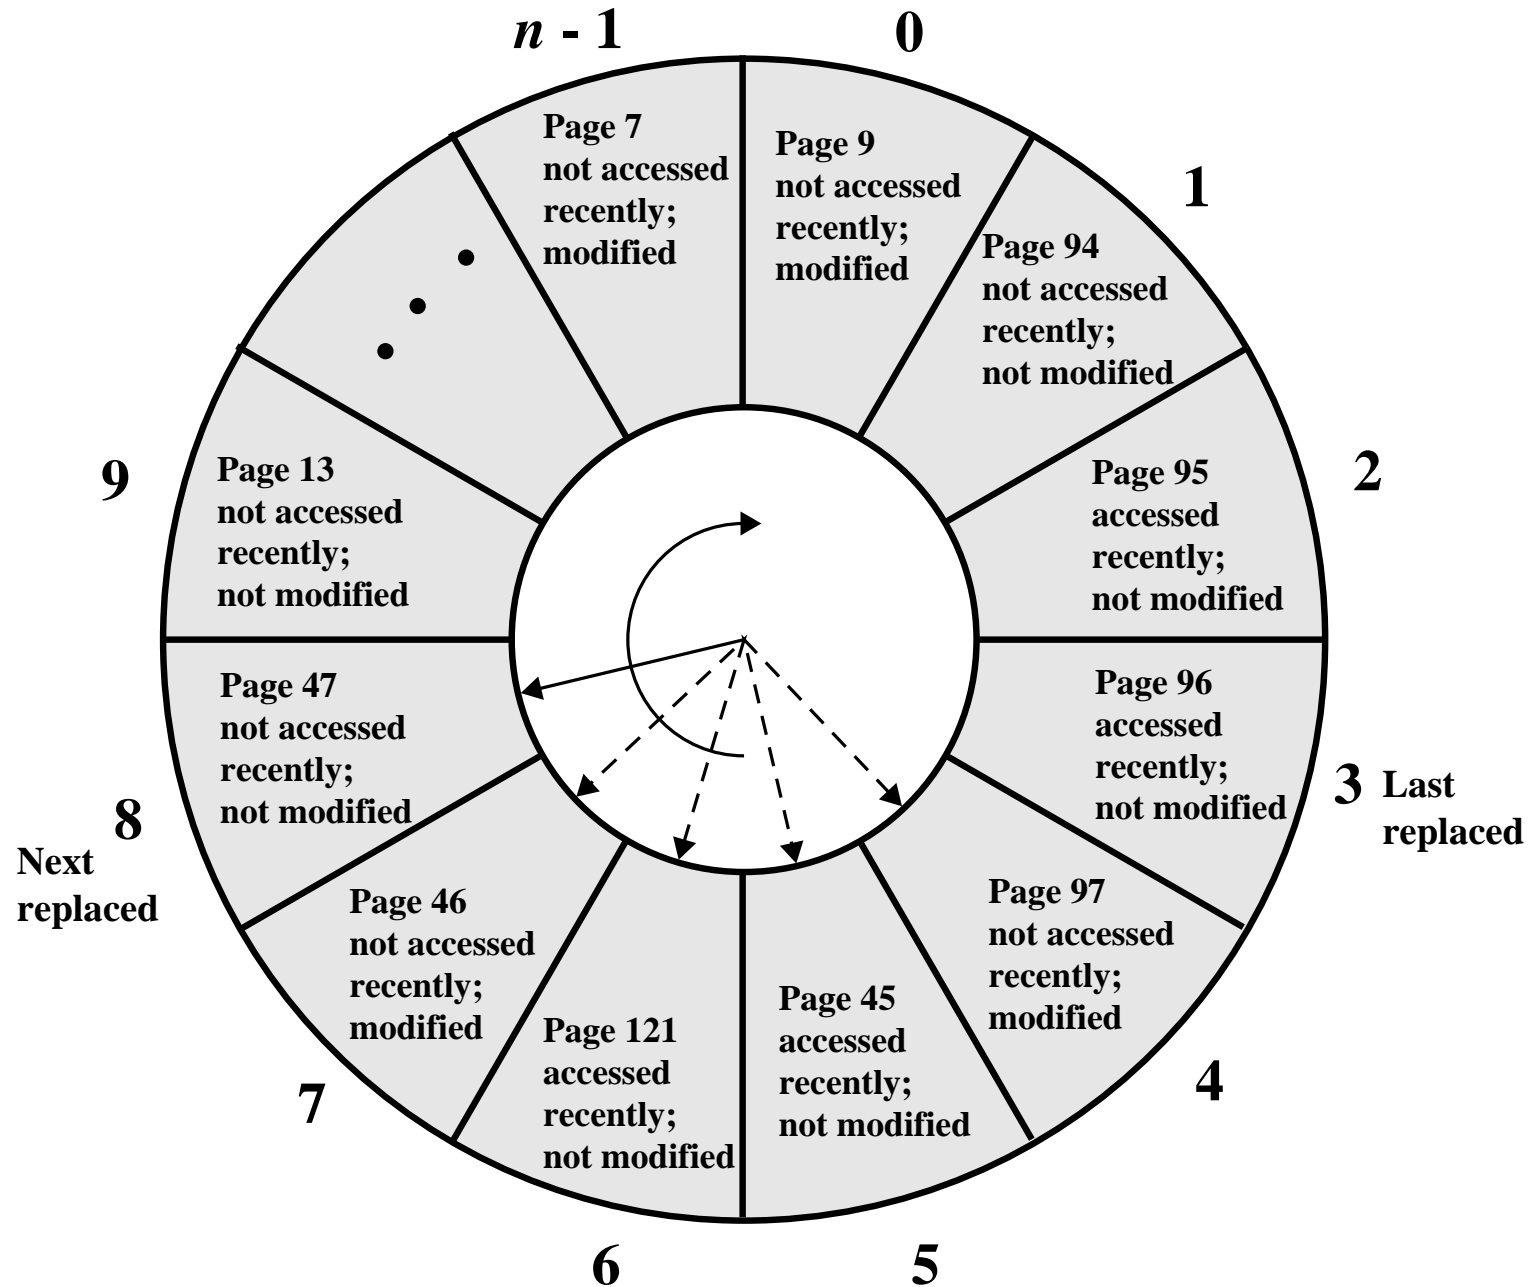 n - 1
0
Page 7
not accessed
recently;
modified
Page 9
not accessed
recently;
modified
1
Page 94
not accessed
recently;
not modified
2
Page 95
accessed
recently;
not modified
Page 96
accessed
recently;
not modified
3
Last
replaced
Page 97
not accessed
recently;
modified
4
Page 45
accessed
recently;
not modified
5
Page 121
accessed
recently;
not modified
6
Page 46
not accessed
recently;
modified
7
Page 47
not accessed
recently;
not modified
8
Next
replaced
Page 13
not accessed
recently;
not modified
9